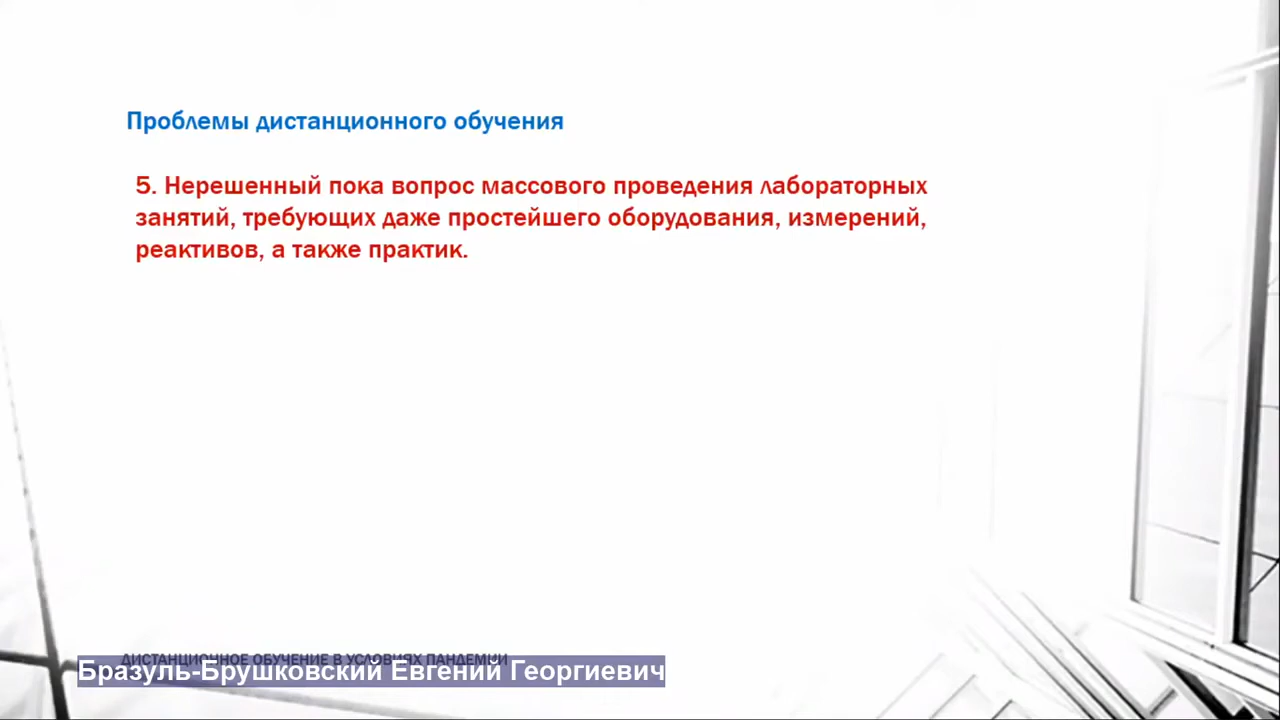 Проблемы дистанционного обучения
5. Нерешенный пока вопрос массового проведения лабораторных
занятий, требующих даже простейшего оборудования, измерений,
реактивов, а также практик.
ДИСТАНЦИОННОЕ ОБУЧЕНИЕ В УСЛОВИЯХ ПАНДЕМИИ
Бразуль-Брушковский Евгений Георгиевич